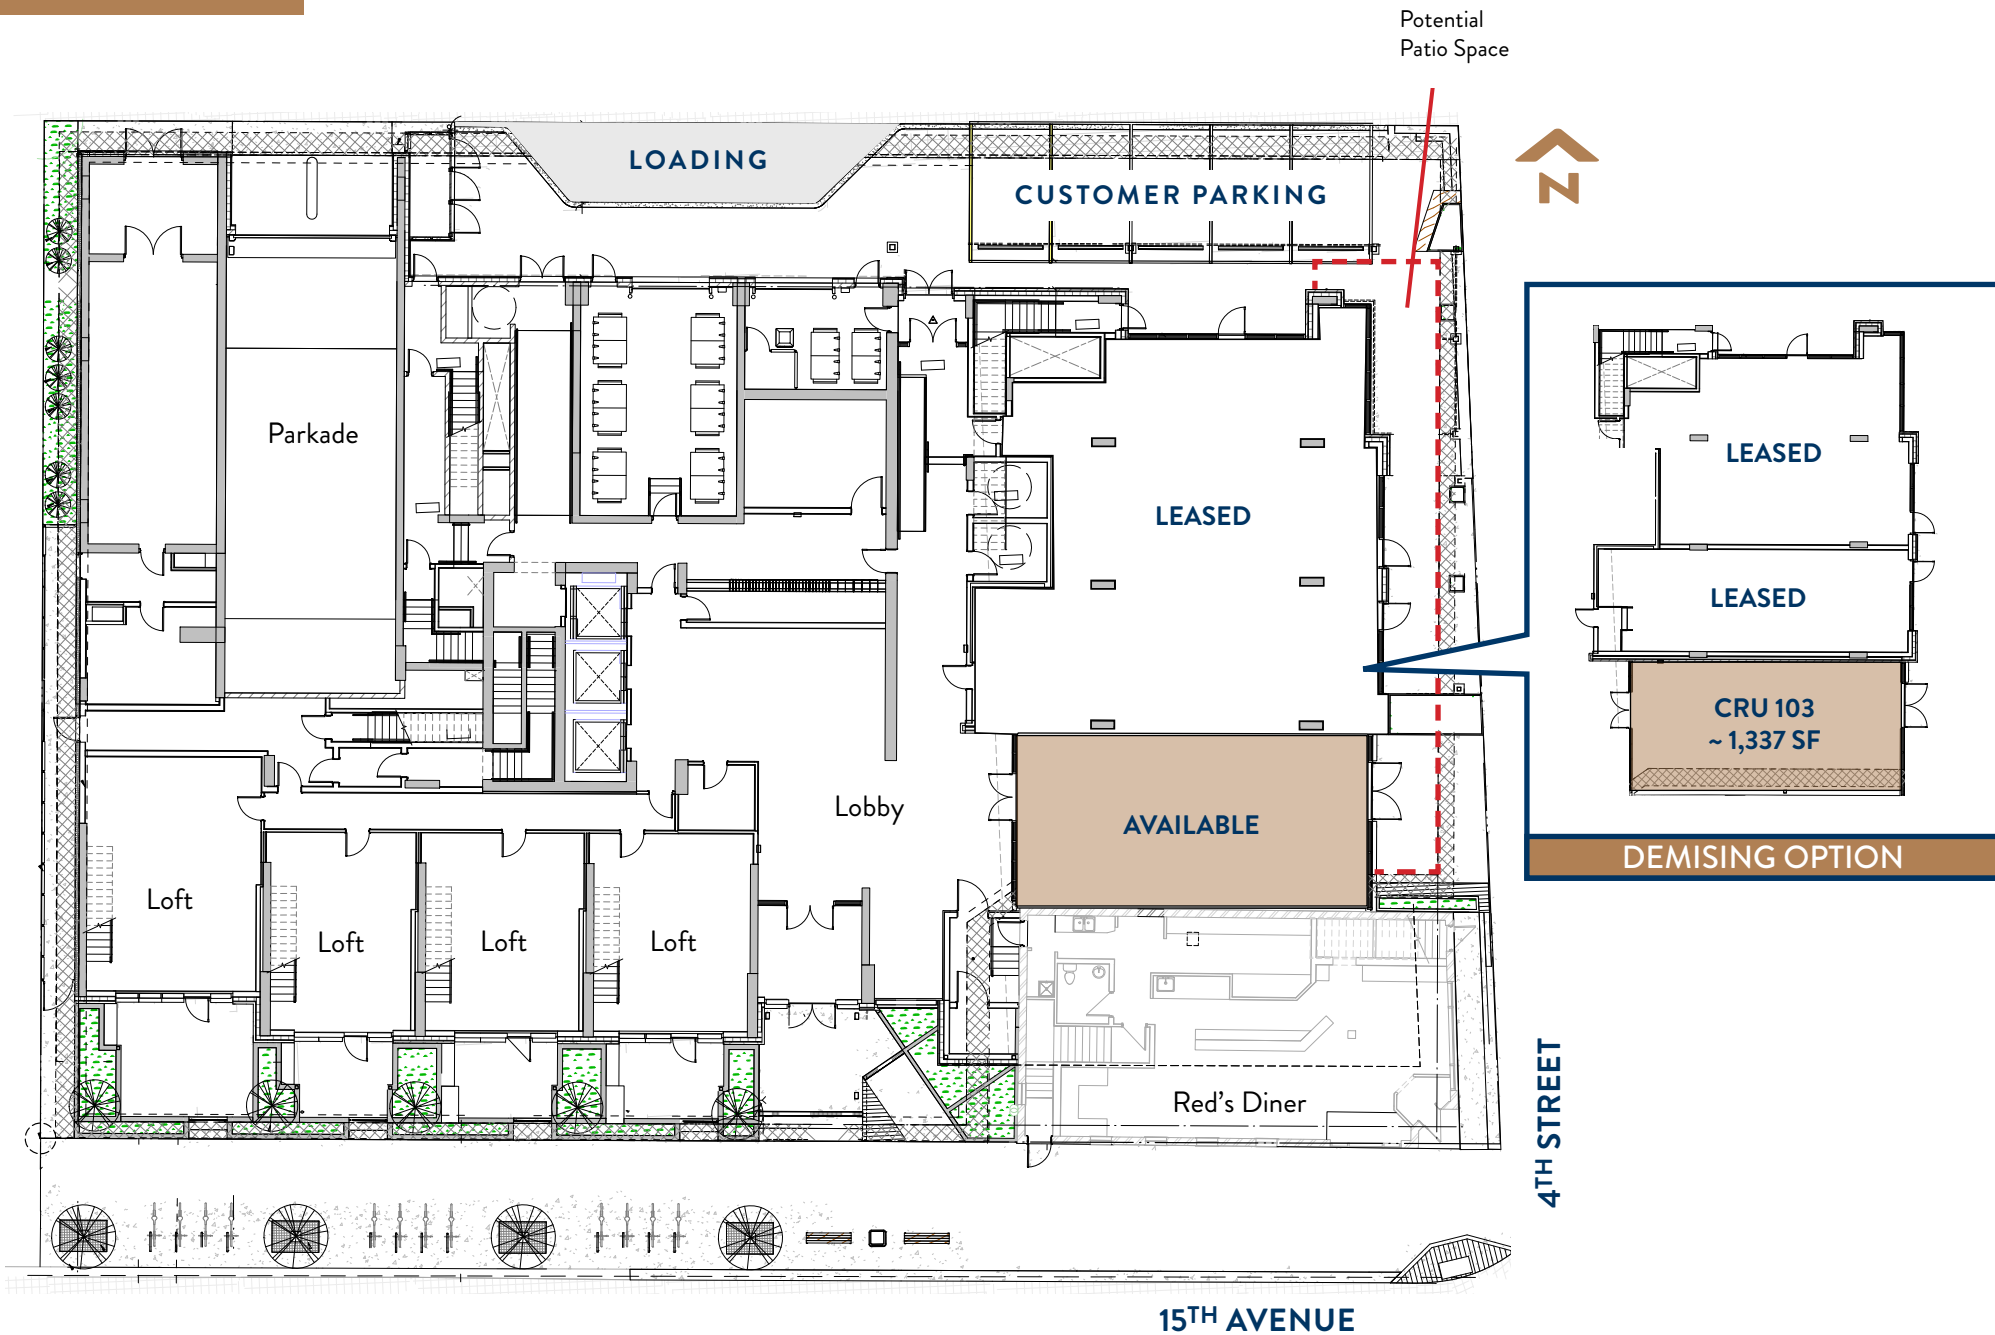 Potential
Patio Space
LOADING
CUSTOMER PARKING
N
Parkade
LEASED
LEASED
LEASED
CRU 103
~ 1,337 SF
DEMISING OPTION
Lobby
AVAILABLE
Loft
Loft
Loft
Loft
Red's Diner
4TH STREET
15TH AVENUE